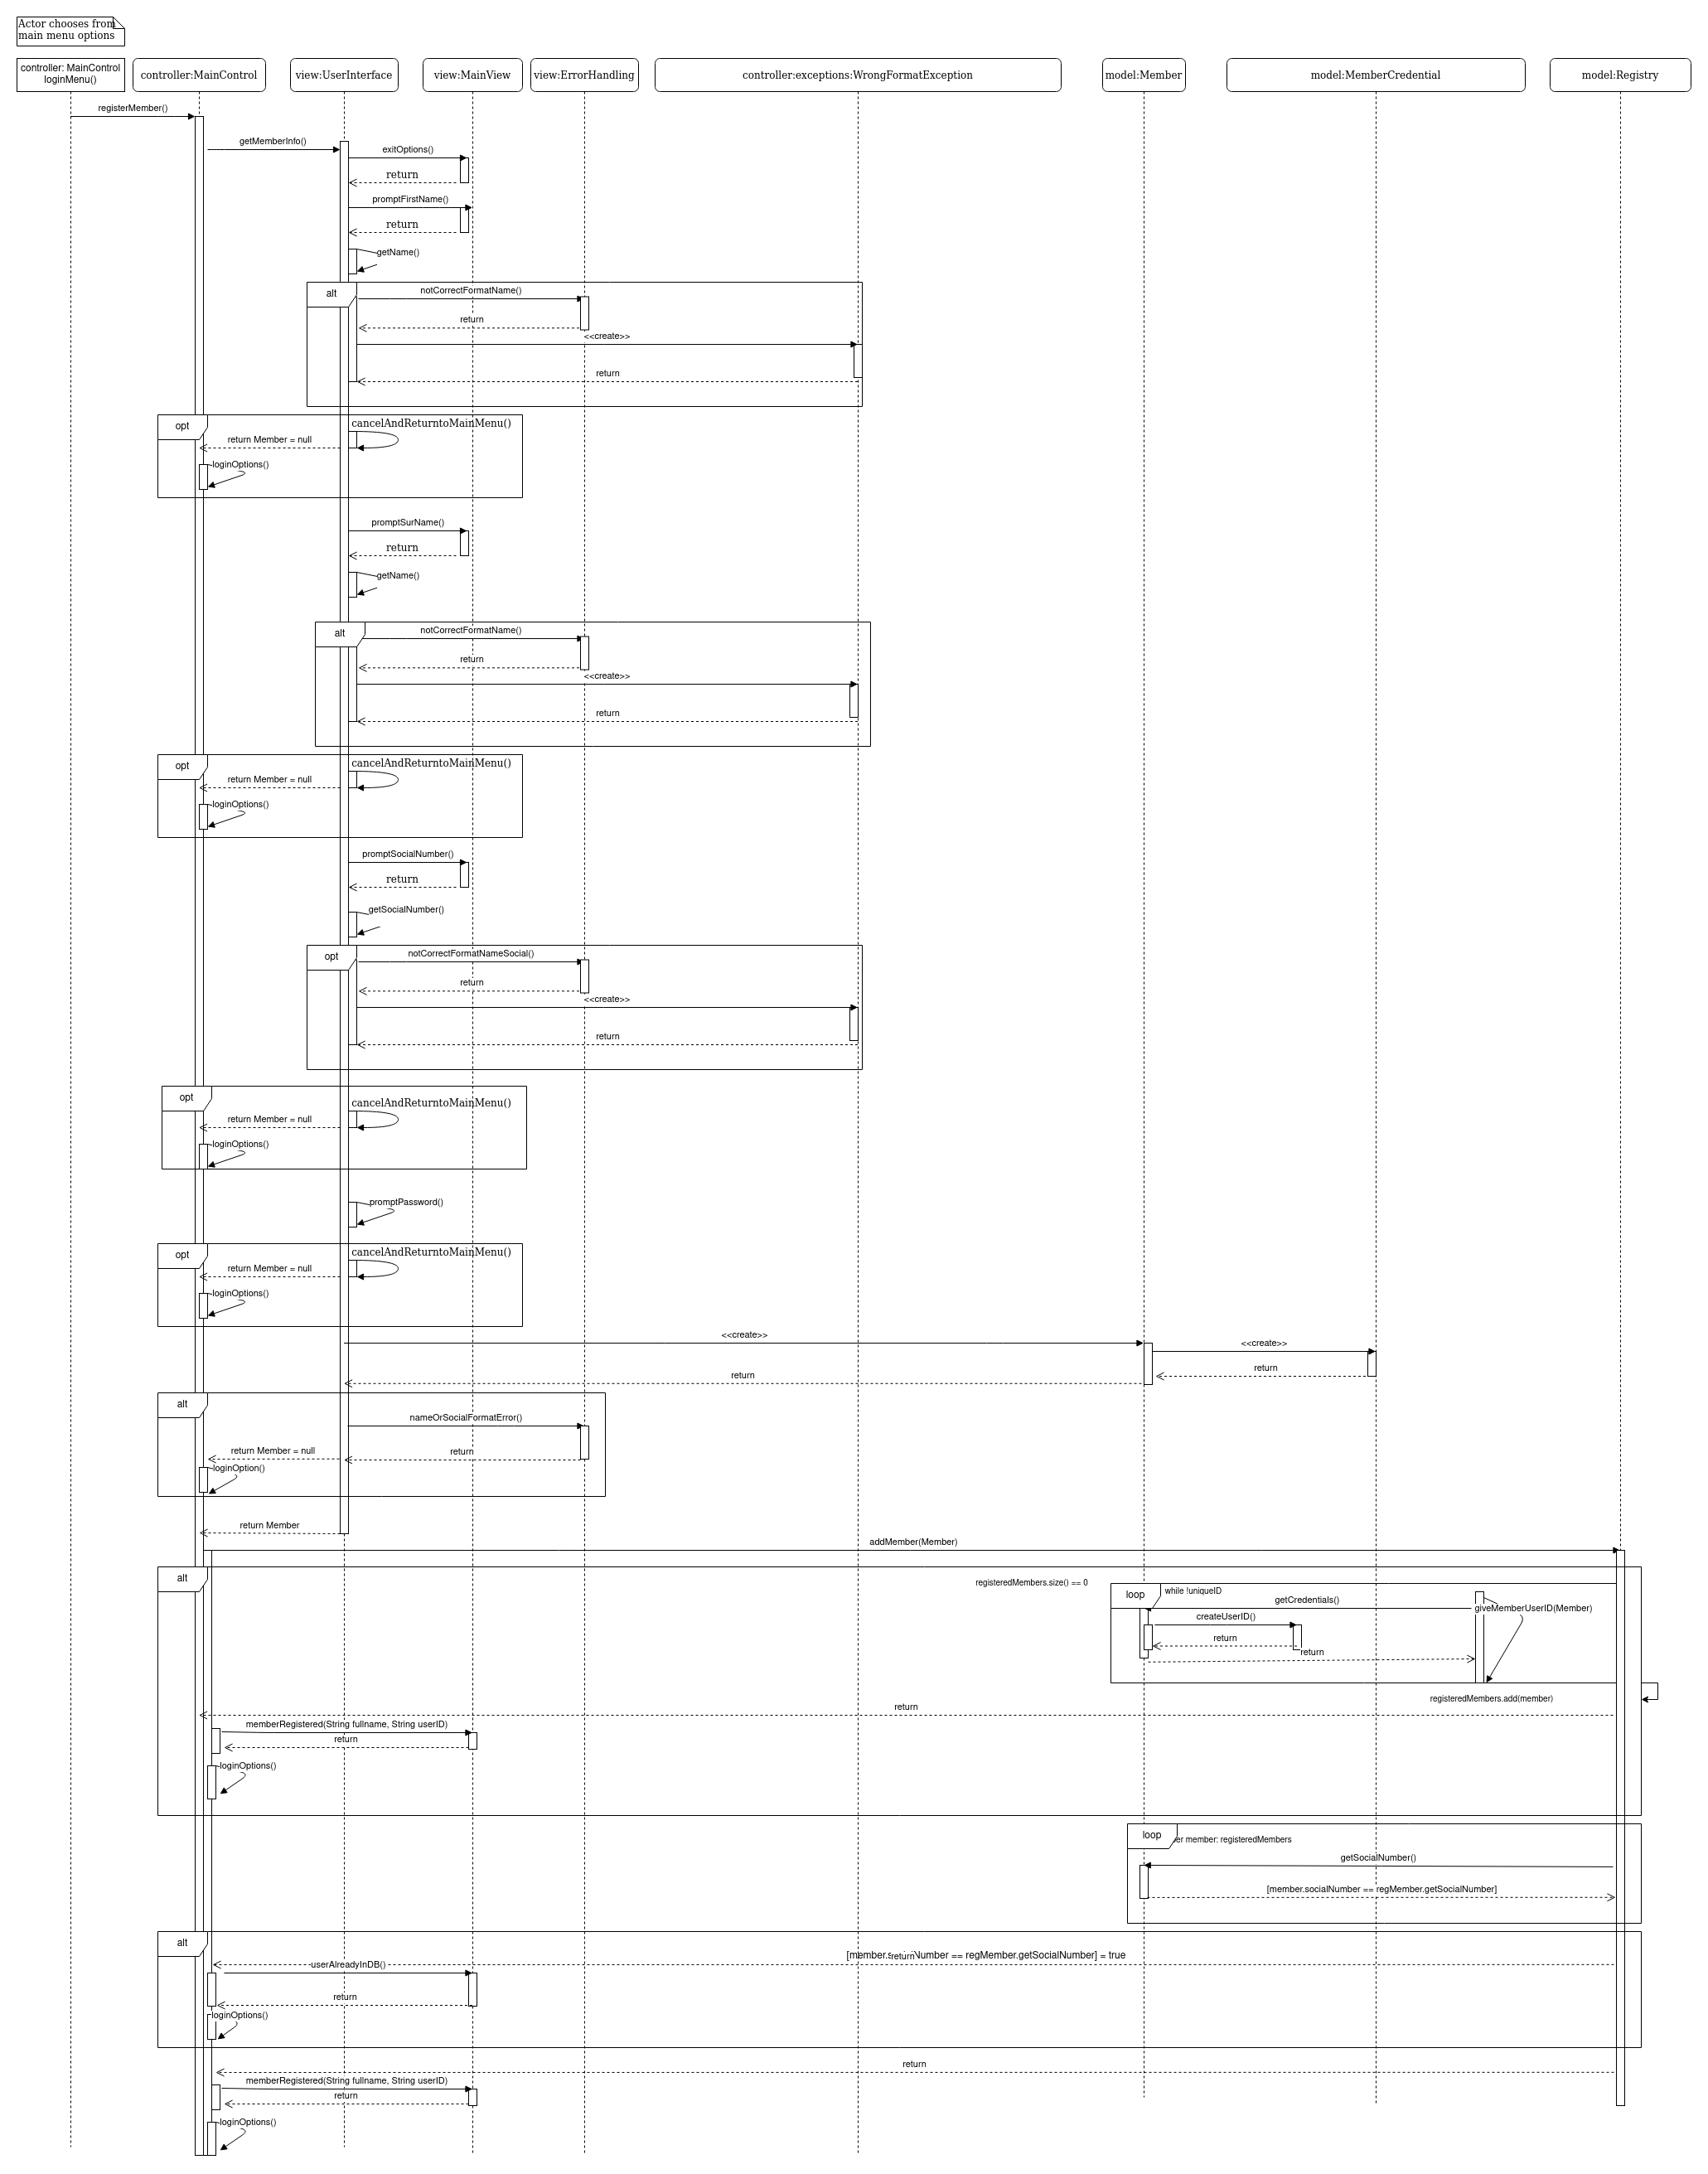 Actor chooses from
main menu options
controller: MainControl
loginMenu()
controller:MainControl
view:UserInterface
view:MainView
view:ErrorHandling
controller:exceptions:WrongFormatException
model:Member
model:MemberCredential
model:Registry
registerMember()
getMemberInfo()
exitOptions()
return
promptFirstName()
return
getName()
alt
notCorrectFormatName()
return
<<create>>
return
opt
cancelAndReturntoMainMenu()
return Member = null
loginOptions()
promptSurName()
return
getName()
alt
notCorrectFormatName()
return
<<create>>
return
opt
cancelAndReturntoMainMenu()
return Member = null
loginOptions()
promptSocialNumber()
return
getSocialNumber()
opt
notCorrectFormatNameSocial()
return
<<create>>
return
opt
cancelAndReturntoMainMenu()
return Member = null
loginOptions()
promptPassword()
opt
cancelAndReturntoMainMenu()
return Member = null
loginOptions()
<<create>>
<<create>>
return
return
alt
nameOrSocialFormatError()
return Member = null
return
loginOption()
return Member
addMember(Member)
alt
registeredMembers.size() == 0
loop
while !uniqueID
getCredentials()
giveMemberUserID(Member)
createUserID()
return
return
registeredMembers.add(member)
return
memberRegistered(String fullname, String userID)
return
loginOptions()
loop
member: registeredMembers
getSocialNumber()
[member.socialNumber == regMember.getSocialNumber]
alt
return
== regMember.getSocialNumber] = true
userAlreadyInDB()
return
loginOptions()
return
memberRegistered(String fullname, String userID)
return
loginOptions()